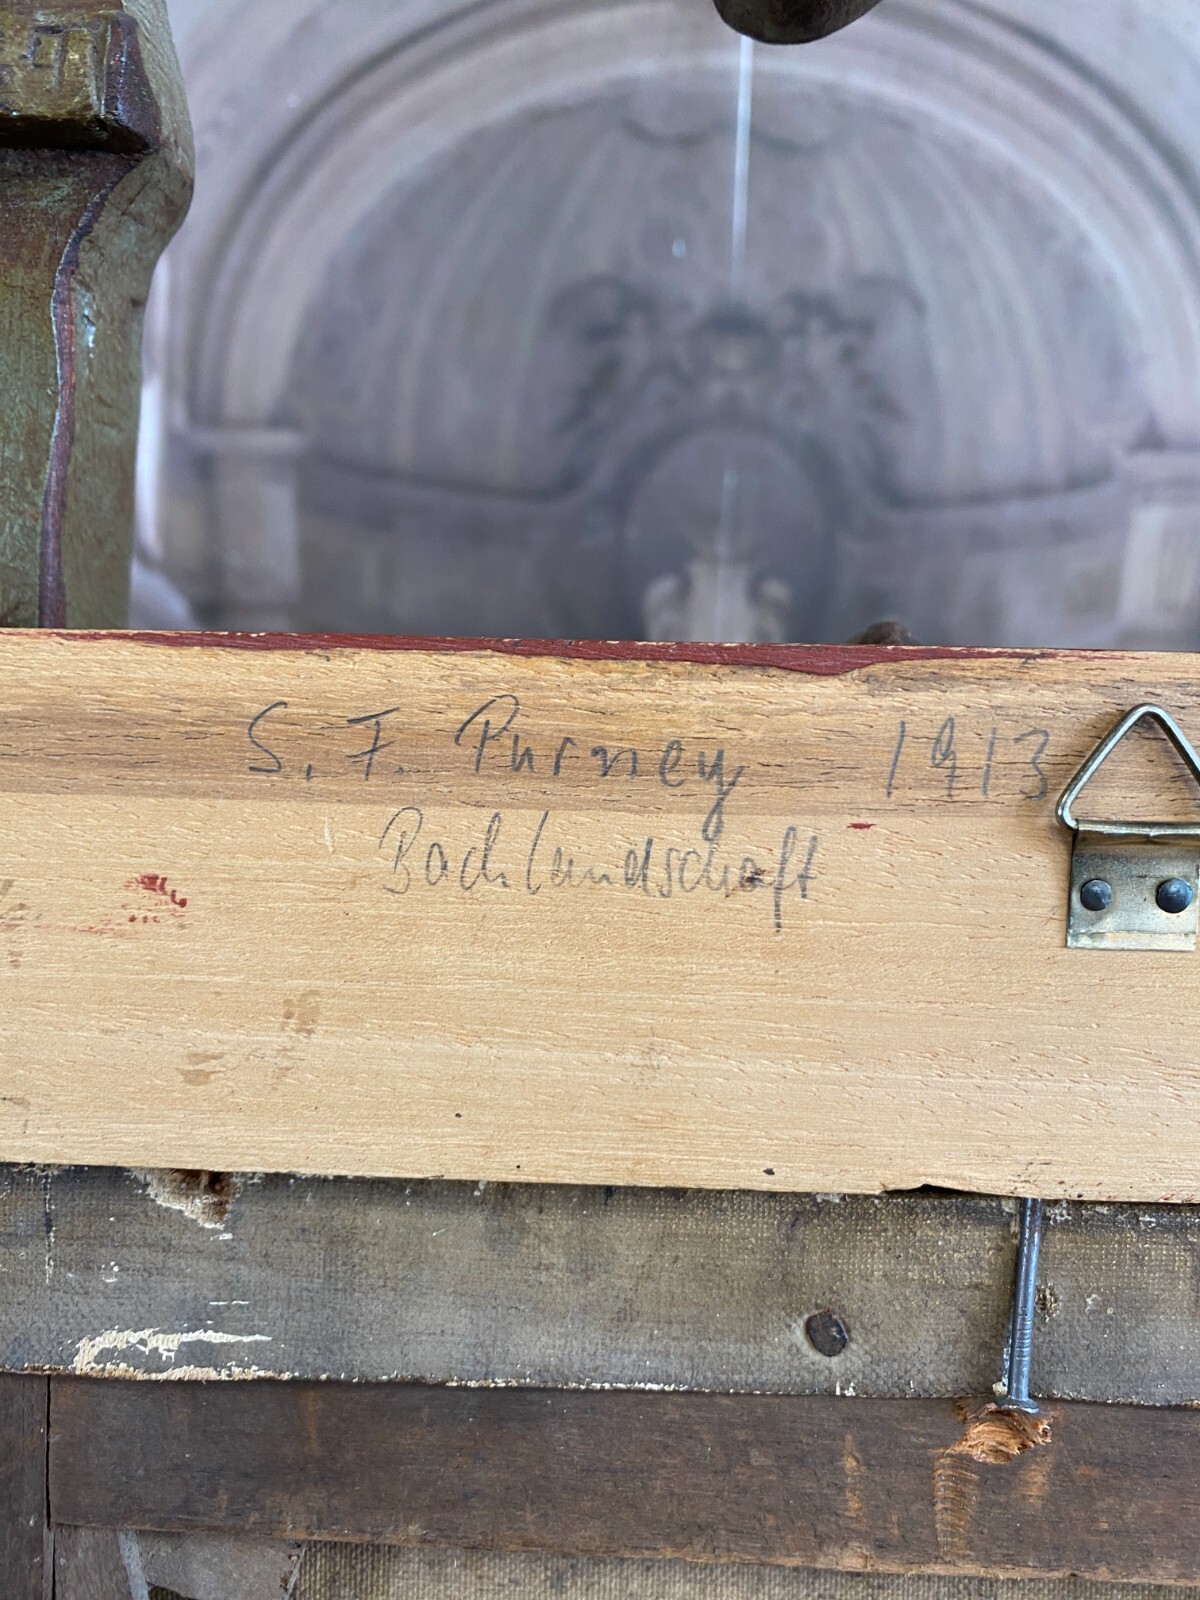 S. F. Purney 1913
Bachlandschaft